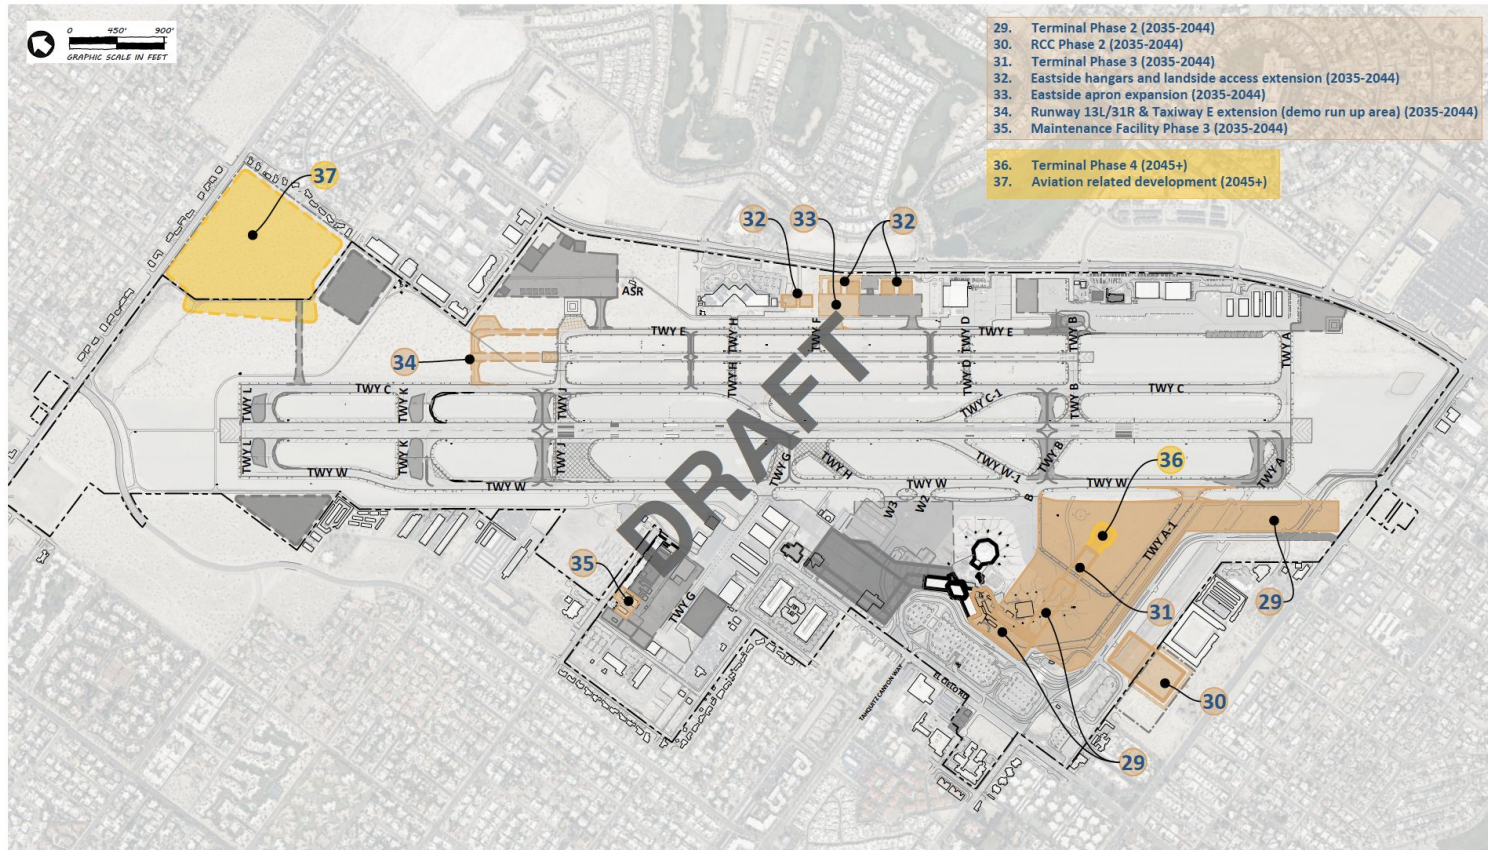 0 450' 900'
GRAPHIC SCALE IN FEET
29. Terminal Phase 2 (2035-2044)
30. RCC Phase 2 (2035-2044)
31. Terminal Phase 3 (2035-2044)
32. Eastside hangars and landside access extension (2035-2044)
33. Eastside apron expansion (2035-2044)
34. Runway 13L/31R & Taxiway E extension (demo run up area) (2035-2044)
35. Maintenance Facility Phase 3 (2035-2044)
36. Terminal Phase 4 (2045+)
37. Aviation related development (2045+)
37
32
33
32
ASR
TWY E
TWY H
TWY F
TWY D
TWY E
TWY B
TWY A
34
TWY H
TWY D
TWY L
TWY C
TWY K
TWY J
TWY C-1
TWY B
TWY C
DRAFT
TWY L
TWY K
TWY J
TWY G
TWY H
TWY W-1
TWY B
TWY A
36
TWY W
TWY W
TWY W
TWY W
W3
W2
B
TWY A-1
35
TWY G
31
29
TAHQUITZ CANYON WAY
EL CIELO RD
30
29